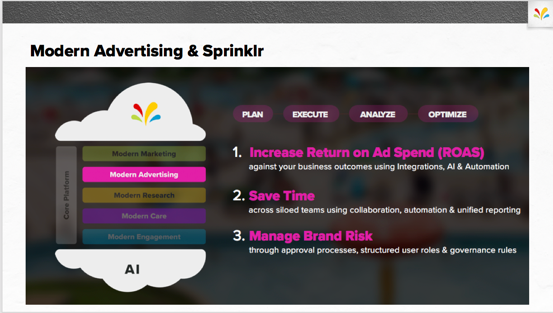 Modern Advertising & Sprinklr
PLAN EXECUTE ANALYZE OPTIMIZE
Core Platform
Modern Marketing
Modern Advertising
Modern Research
Modern Care
Modern Engagement
AI
1. Increase Return on Ad Spend (ROAS)
against your business outcomes using Integrations, AI & Automation
2. Save Time
across siloed teams using collaboration, automation & unified reporting
3. Manage Brand Risk
through approval processes, structured user roles & governance rules